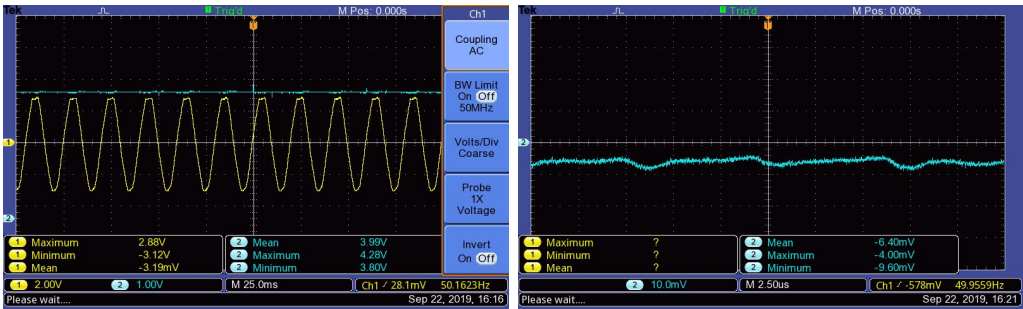 Tek Trig'd M Pos: 0.000s Ch1
Coupling
AC
BW Limit
On Off
50MHz
Volts/Div
Coarse
Probe
1X
Voltage
Invert
On Off
1
2
1 Maximum 2.88V 2 Mean 3.99V
1 Minimum -3.12V 2 Maximum 4.28V
1 Mean -3.19mV 2 Minimum 3.80V
1 2.00V 2 1.00V M 25.0ms Ch1 / 28.1mV 50.1623Hz
Please wait.... Sep 22, 2019, 16:16
Tek Trig'd M Pos: 0.000s
2
1 Maximum ? 2 Mean -6.40mV
1 Minimum ? 2 Maximum -4.00mV
1 Mean ? 2 Minimum -9.60mV
2 10.0mV M 2.50us Ch1 / -578mV 49.9559Hz
Please wait.... Sep 22, 2019, 16:21